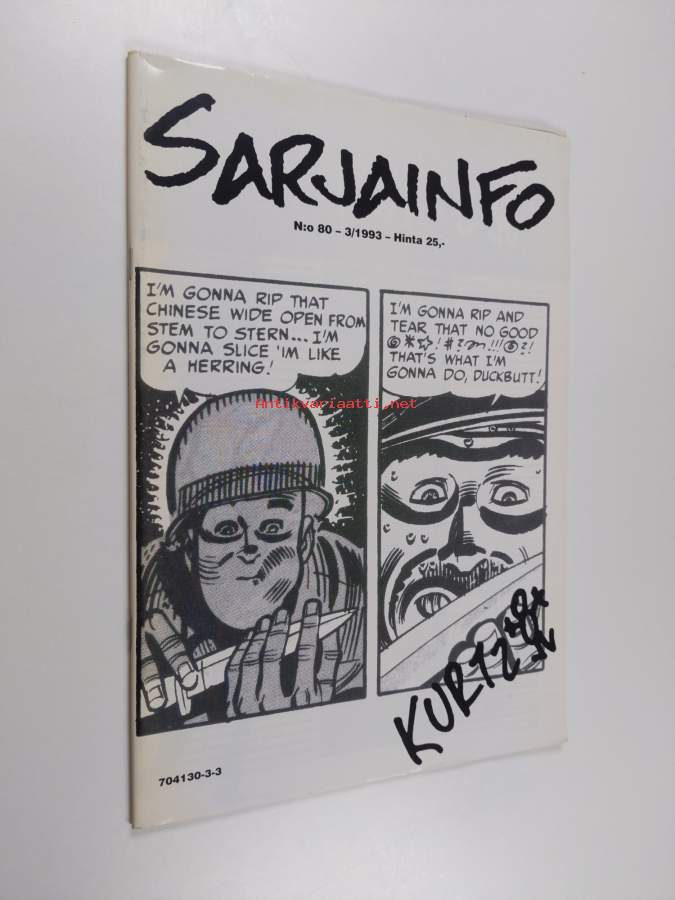 SARJAINFO
N:o 80 – 3/1993 – Hinta 25,-
I'M GONNA RIP THAT
CHINESE WIDE OPEN FROM
STEM TO STERN... I'M
GONNA SLICE 'IM LIKE
A HERRING!
I'M GONNA RIP AND
TEAR THAT NO GOOD
THAT'S WHAT I'M
GONNA DO, DUCKBUTT!
Antikvariaatti.net
KURTZ
704130-3-3